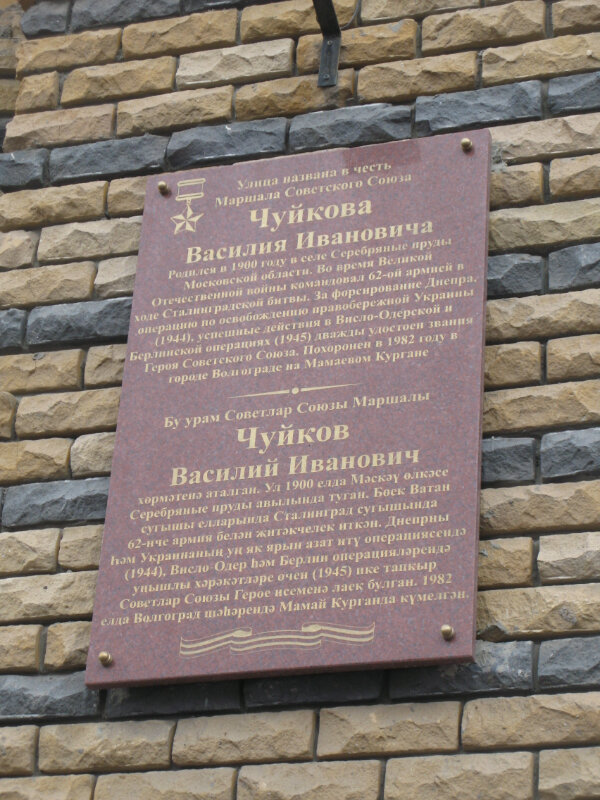 Улица названа в честь
Маршала Советского Союза
Чуйкова
Василия Ивановича
Родился в 1900 году в селе Серебряные пруды
Московской области. Во время Великой
Отечественной войны командовал 62-ой армией в
ходе Сталинградской битвы. За форсирование Днепра,
операцию по освобождению правобережной Украины
(1944), успешные действия в Висло-Одерской и
Берлинской операциях (1945) дважды удостоен звания
Героя Советского Союза. Похоронен в 1982 году в
городе Волгограде на Мамаевом Кургане
Бу урам Советлар Союзы Маршалы
Чуйков
Василий Иванович
хөрмәтенә аталган. Ул 1900 елда Мәскәү өлкәсе
Серебряные пруды авылында туган. Бөек Ватан
сугышы елларында Сталинград сугышында
62-нче армия белән җитәкчелек иткән. Днепрны
һәм Украинаның уң як ярын азат итү операциясендә
(1944), Висло-Одер һәм Берлин операцияләрендә
уңышлы хәрәкәтләре өчен (1945) ике тапкыр
Советлар Союзы Герое исеменә лаек булган. 1982
елда Волгоград шәһәрендә Мамай Курганда күмелгән.